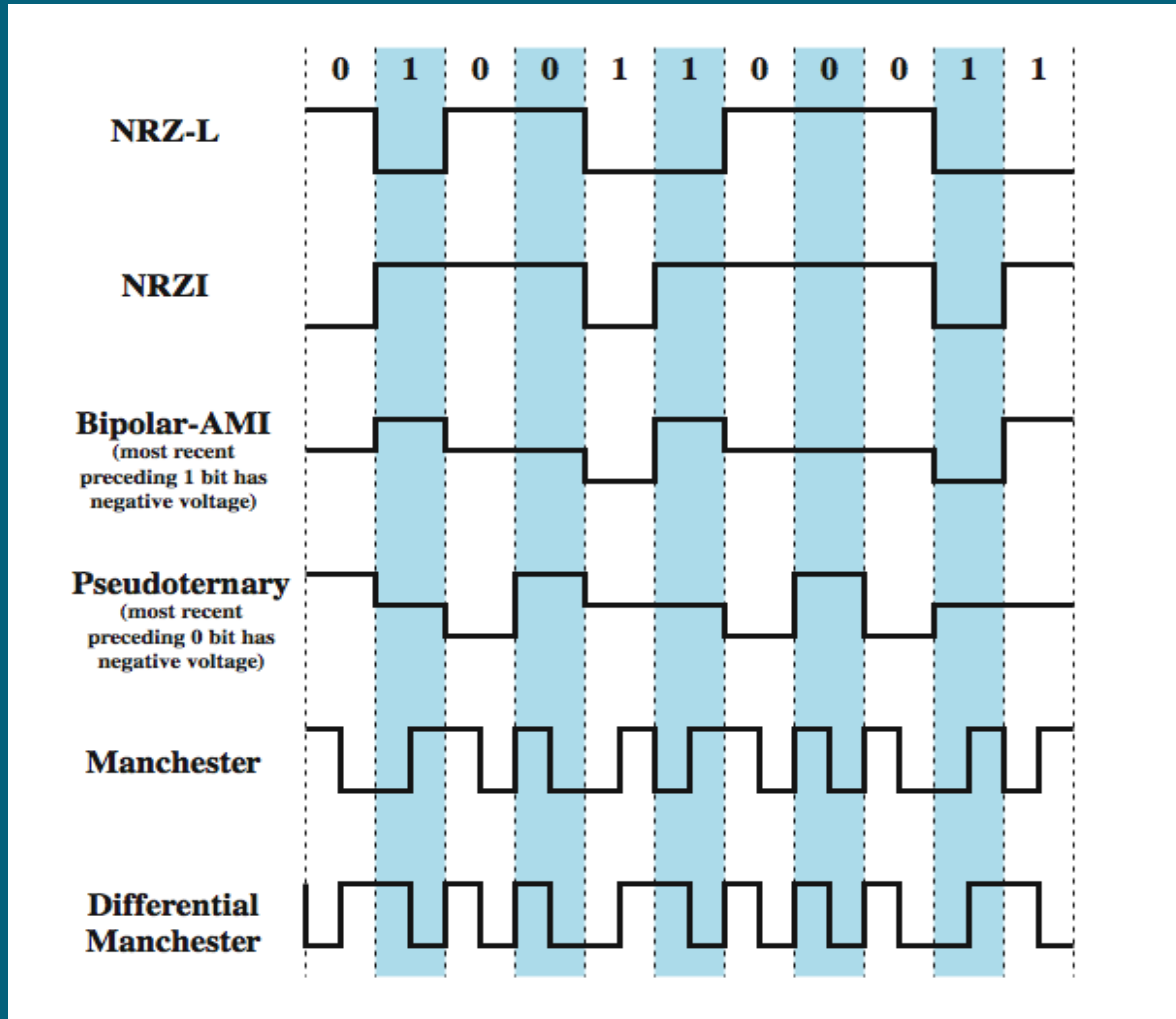 0 1 0 0 1 1 0 0 0 1 1
NRZ-L
NRZI
Bipolar-AMI
(most recent
preceding 1 bit has
negative voltage)
Pseudoternary
(most recent
preceding 0 bit has
negative voltage)
Manchester
Differential
Manchester